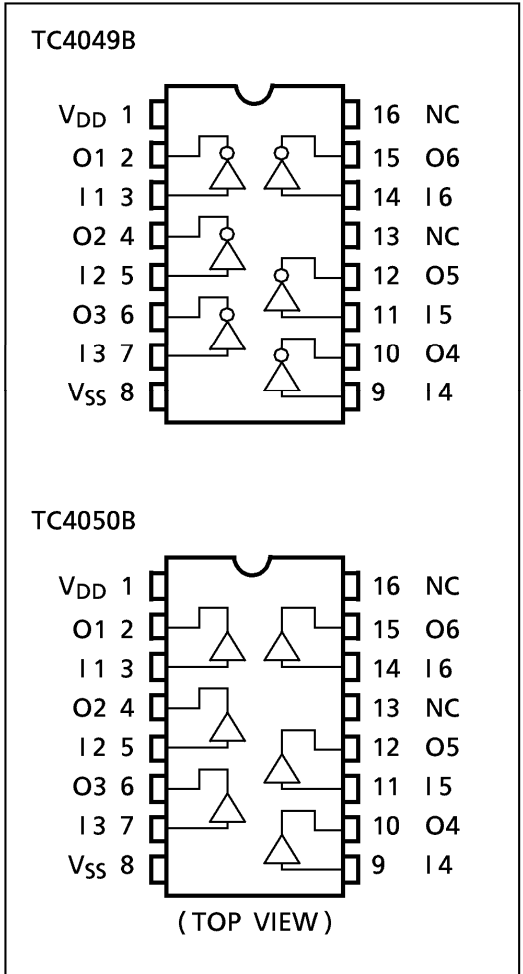 TC4049B
VDD 1 16 NC
O1 2 15 O6
I1 3 14 I6
O2 4 13 NC
I2 5 12 O5
O3 6 11 I5
I3 7 10 O4
VSS 8 9 I4
TC4050B
VDD 1 16 NC
O1 2 15 O6
I1 3 14 I6
O2 4 13 NC
I2 5 12 O5
O3 6 11 I5
I3 7 10 O4
VSS 8 9 I4
(TOP VIEW)